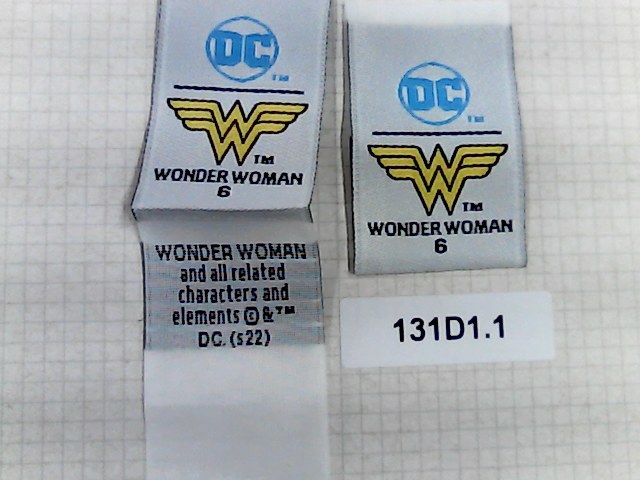 DC
TM
TM
WONDER WOMAN
6
WONDER WOMAN
and all related
characters and
elements ©&™
DC. (s22)
DC
TM
TM
WONDER WOMAN
6
131D1.1